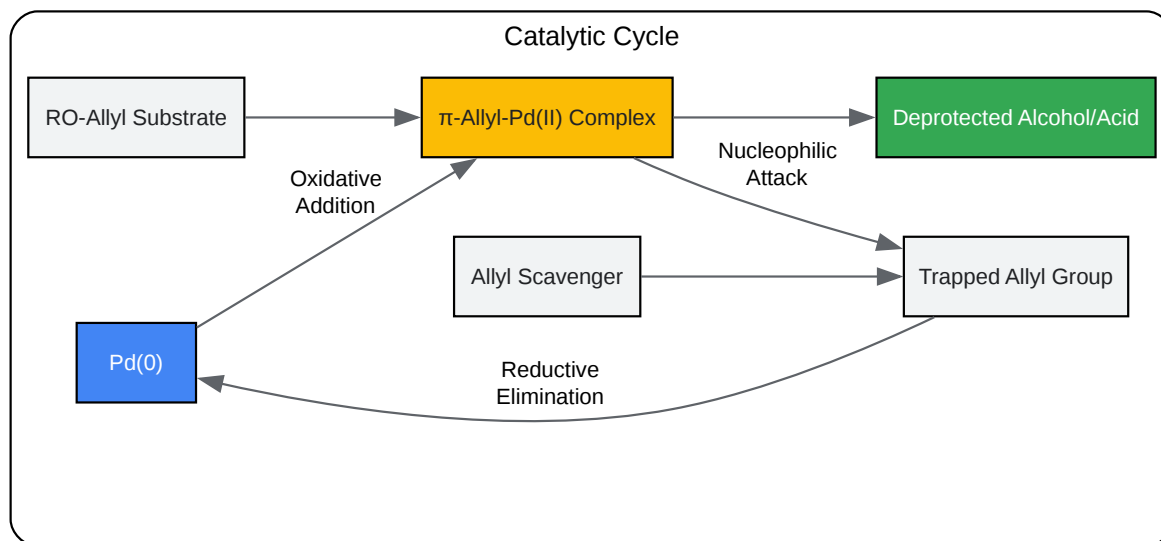 Catalytic Cycle
RO-Allyl Substrate
π-Allyl-Pd(II) Complex
Deprotected Alcohol/Acid
Nucleophilic
Attack
Oxidative
Addition
Allyl Scavenger
Trapped Allyl Group
Pd(0)
Reductive
Elimination